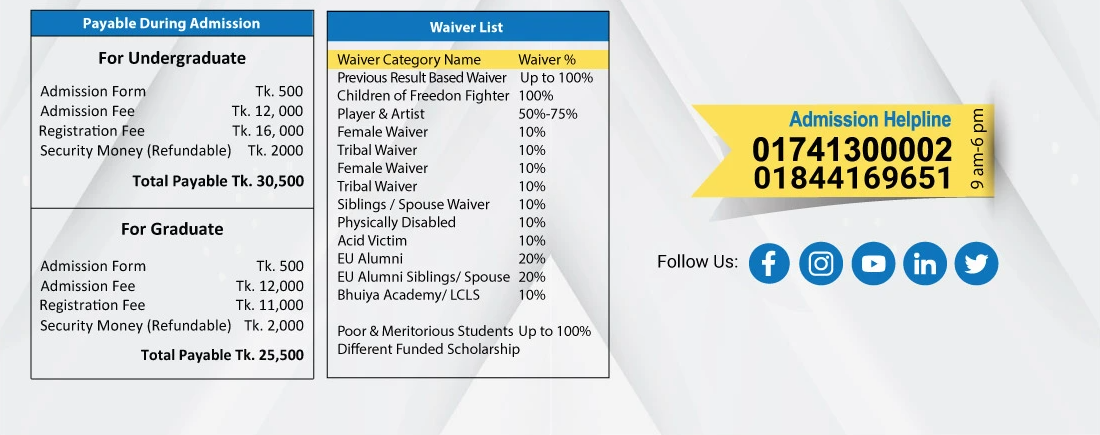 Payable During Admission
For Undergraduate
Admission Form Tk. 500
Admission Fee Tk. 12, 000
Registration Fee Tk. 16, 000
Security Money (Refundable) Tk. 2000
Total Payable Tk. 30,500
For Graduate
Admission Form Tk. 500
Admission Fee Tk. 12,000
Registration Fee Tk. 11,000
Security Money (Refundable) Tk. 2,000
Total Payable Tk. 25,500
Waiver List
Waiver Category Name Waiver %
Previous Result Based Waiver Up to 100%
Children of Freedon Fighter 100%
Player & Artist 50%-75%
Female Waiver 10%
Tribal Waiver 10%
Female Waiver 10%
Tribal Waiver 10%
Siblings / Spouse Waiver 10%
Physically Disabled 10%
Acid Victim 10%
EU Alumni 20%
EU Alumni Siblings/ Spouse 20%
Bhuiya Academy/ LCLS 10%
Poor & Meritorious Students Up to 100%
Different Funded Scholarship
Admission Helpline
01741300002
01844169651
9 am-6 pm
Follow Us: